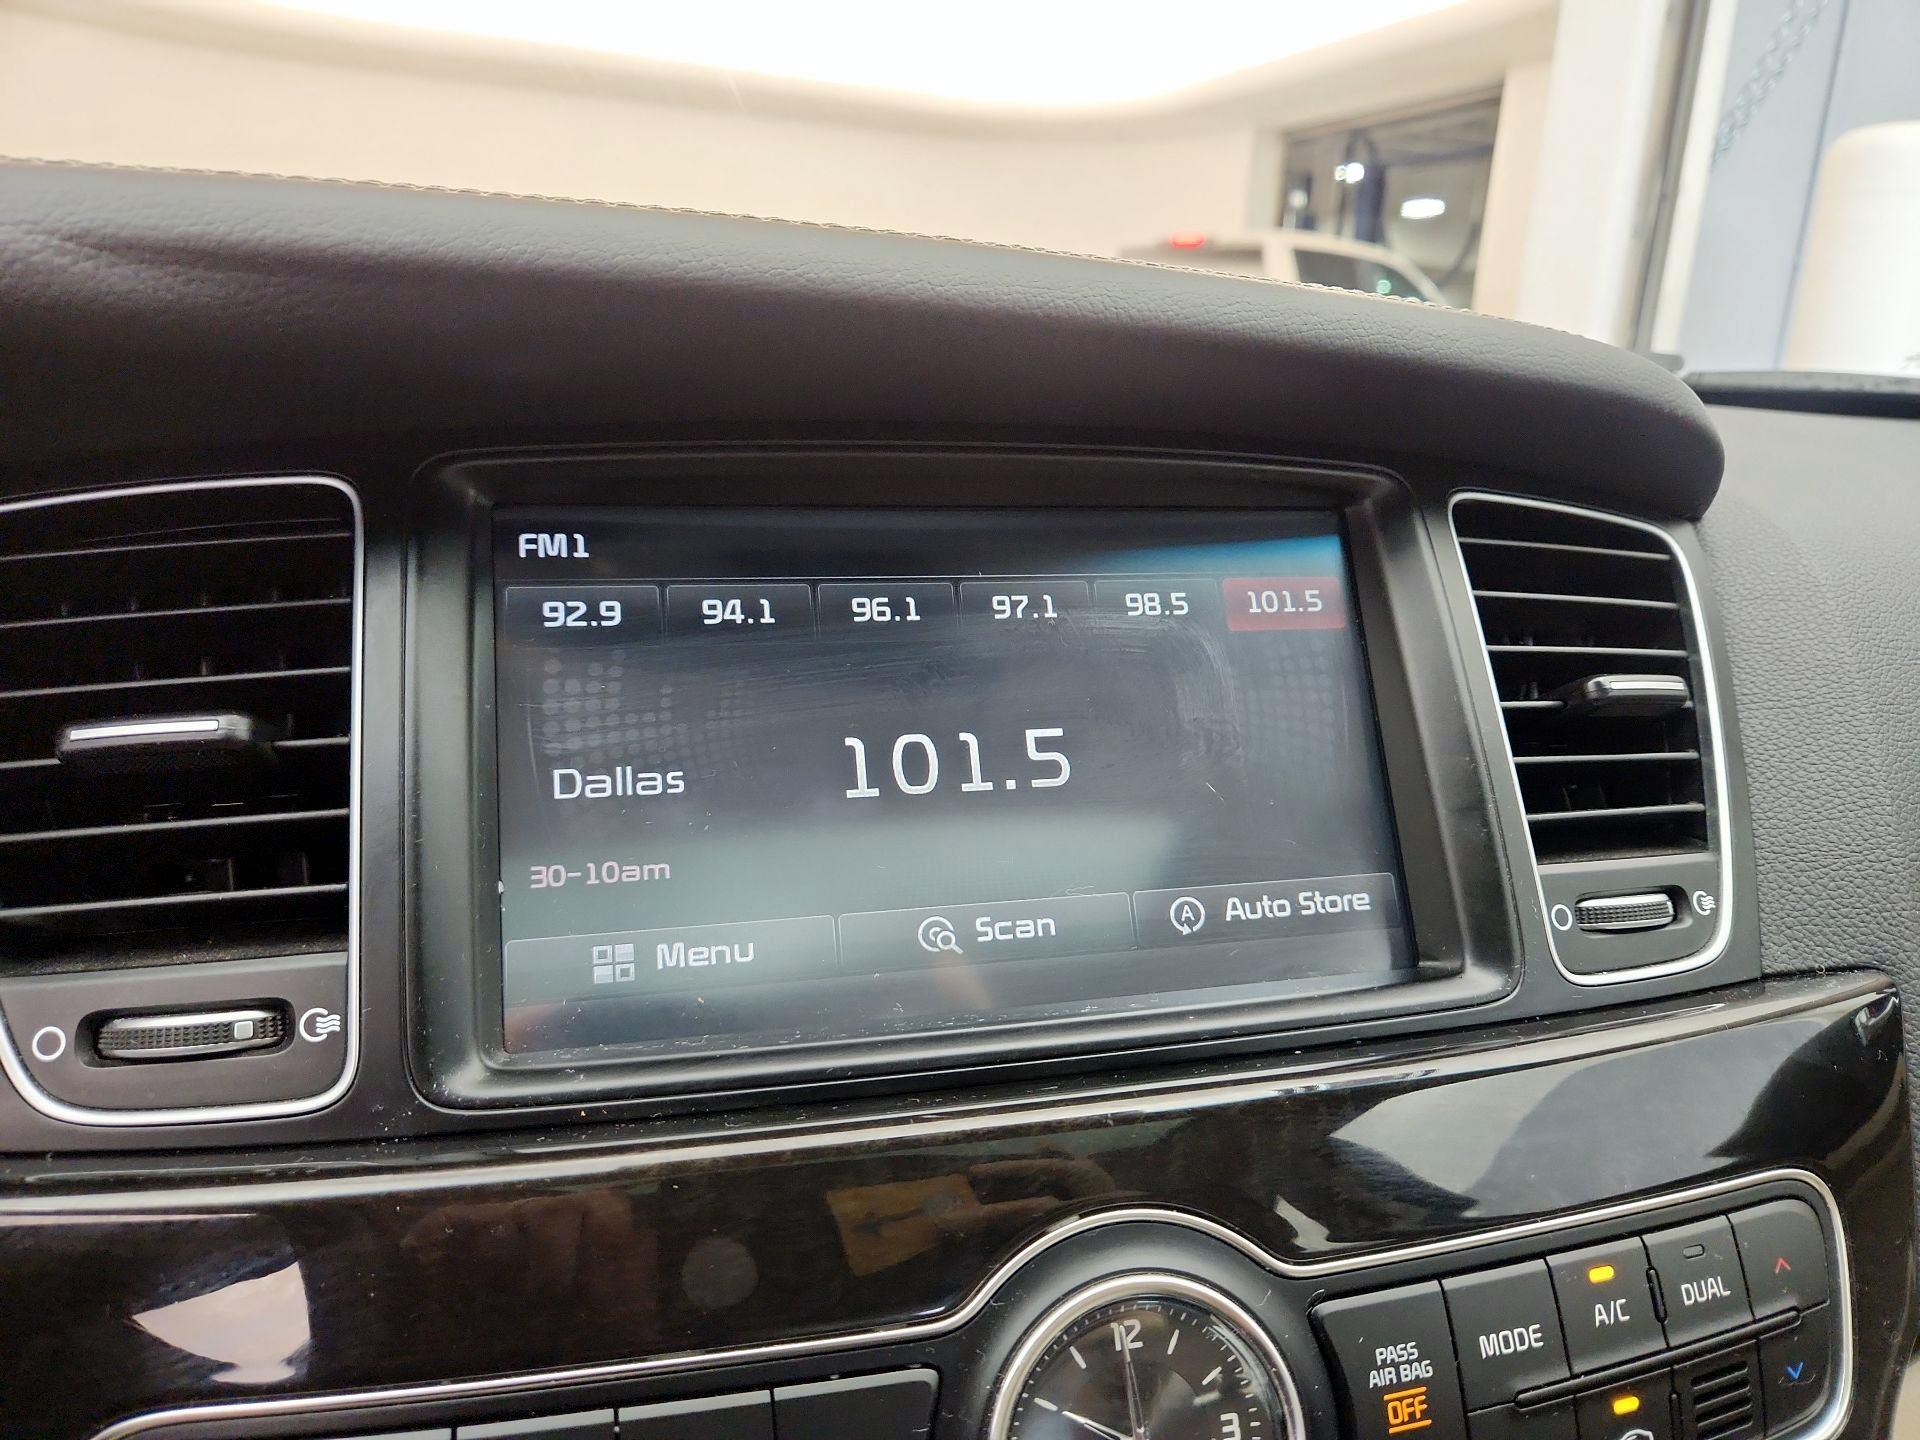 FM1
92.9 94.1 96.1 97.1 98.5 101.5
Dallas 101.5
30-10am
Menu Scan A Auto Store
12
3
PASS
AIR BAG
OFF
MODE
A/C
DUAL